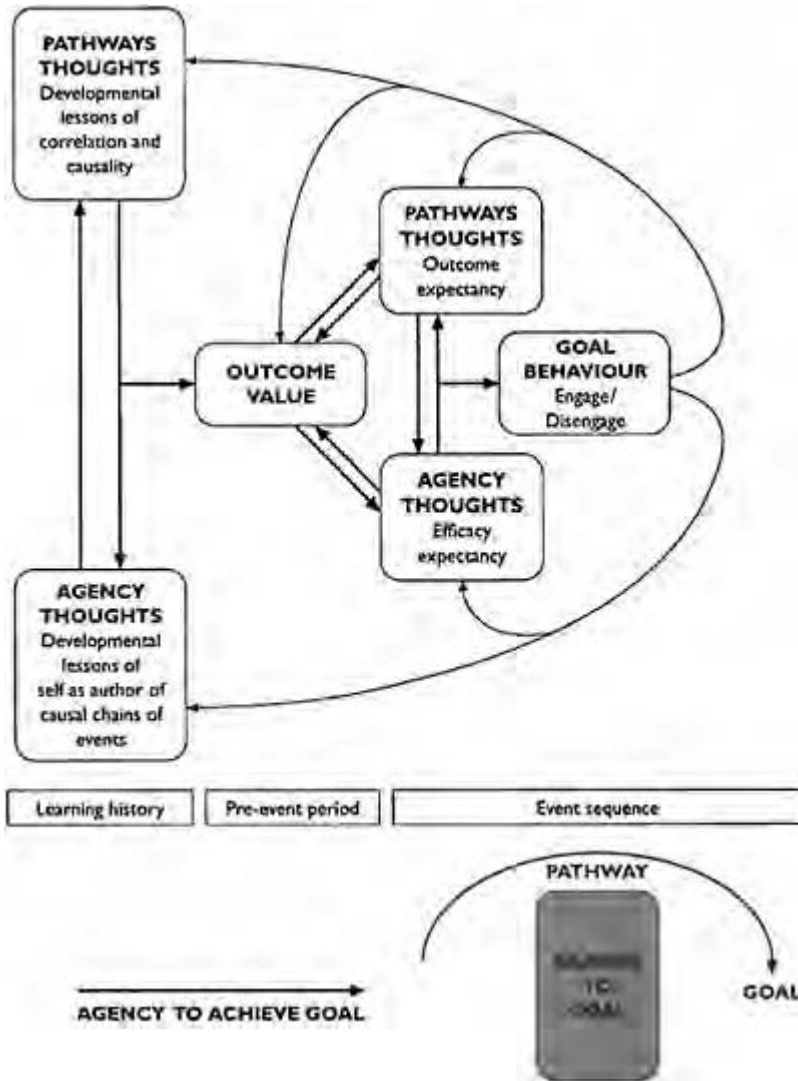 PATHWAYS
THOUGHTS
Developmental
lessons of
correlation and
causality
PATHWAYS
THOUGHTS
Outcome
expectancy
OUTCOME
VALUE
GOAL
BEHAVIOUR
Engage/
Disengage
AGENCY
THOUGHTS
Efficacy
expectancy
AGENCY
THOUGHTS
Developmental
lessons of
self as author of
causal chains of
events
Learning history
Pre-event period
Event sequence
PATHWAY
TO
GOAL
GOAL
AGENCY TO ACHIEVE GOAL